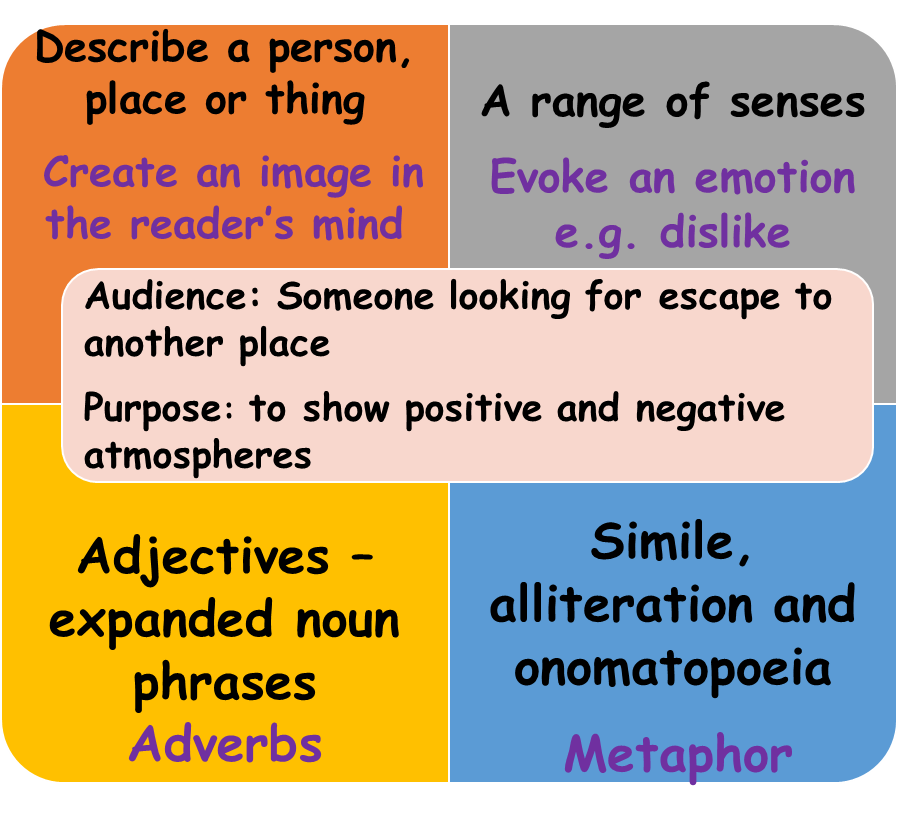 Describe a person,
place or thing
Create an image in
the reader’s mind
A range of senses
Evoke an emotion
e.g. dislike
Audience: Someone looking for escape to
another place
Purpose: to show positive and negative
atmospheres
Adjectives –
expanded noun
phrases
Adverbs
Simile,
alliteration and
onomatopoeia
Metaphor